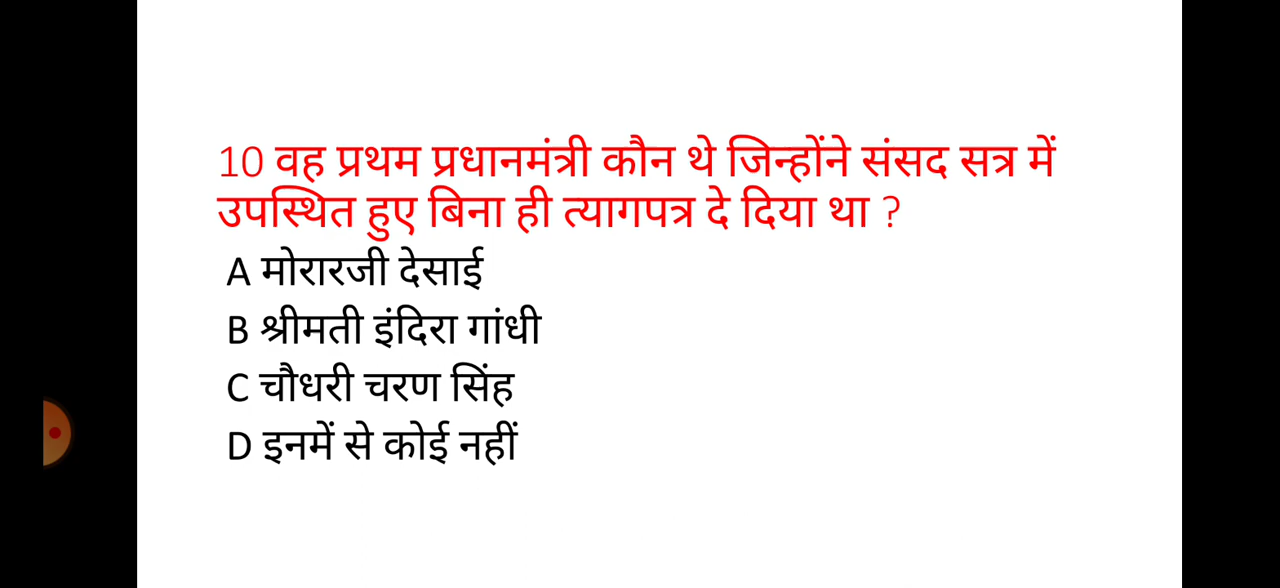 10 वह प्रथम प्रधानमंत्री कौन थे जिन्होंने संसद सत्र में
उपस्थित हुए बिना ही त्यागपत्र दे दिया था ?
A मोरारजी देसाई
B श्रीमती इंदिरा गांधी
C चौधरी चरण सिंह
D इनमें से कोई नहीं